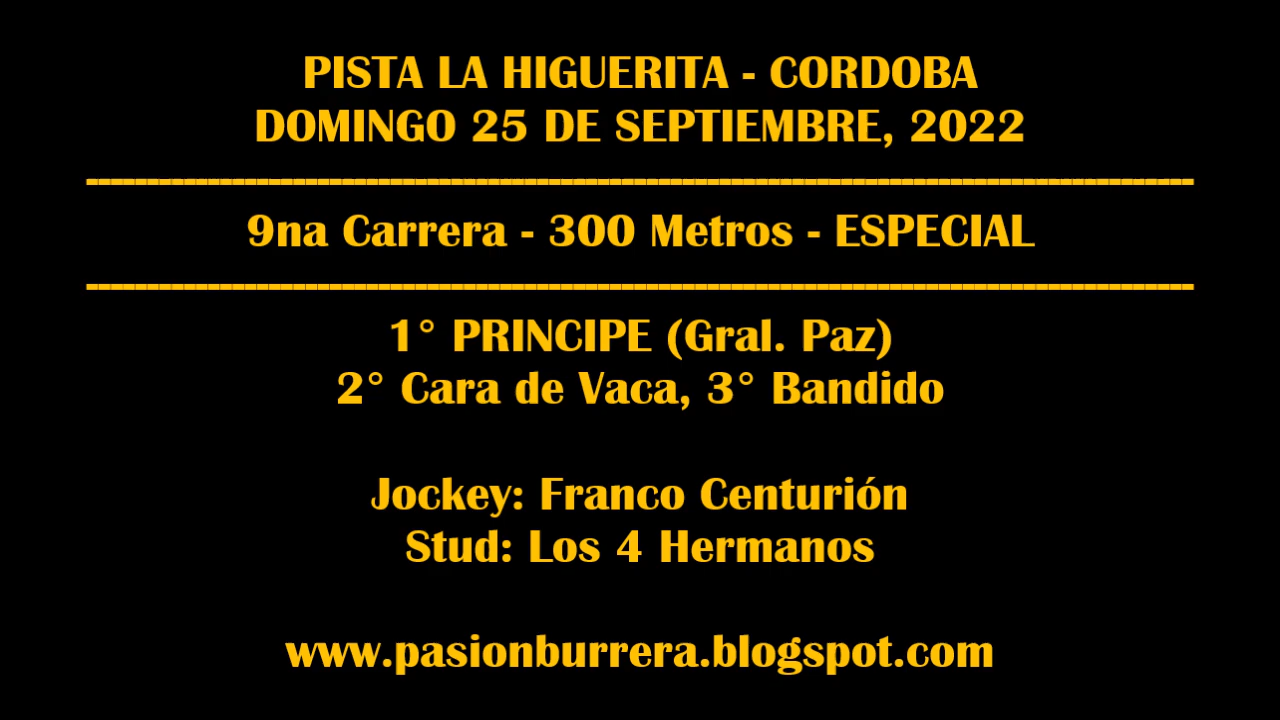 PISTA LA HIGUERITA - CORDOBA
DOMINGO 25 DE SEPTIEMBRE, 2022
9na Carrera - 300 Metros - ESPECIAL
1° PRINCIPE (Gral. Paz)
2° Cara de Vaca, 3° Bandido
Jockey: Franco Centurión
Stud: Los 4 Hermanos
www.pasionburrera.blogspot.com